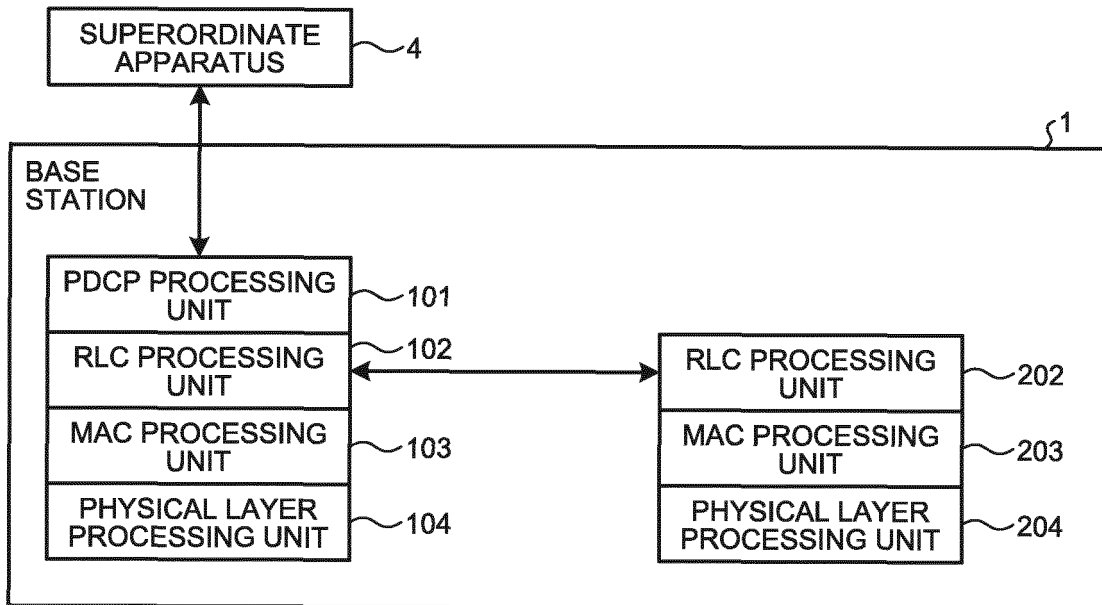 SUPERORDINATE
APPARATUS
4
1
BASE
STATION
PDCP PROCESSING
UNIT
101
RLC PROCESSING
UNIT
102
MAC PROCESSING
UNIT
103
PHYSICAL LAYER
PROCESSING UNIT
104
RLC PROCESSING
UNIT
202
MAC PROCESSING
UNIT
203
PHYSICAL LAYER
PROCESSING UNIT
204